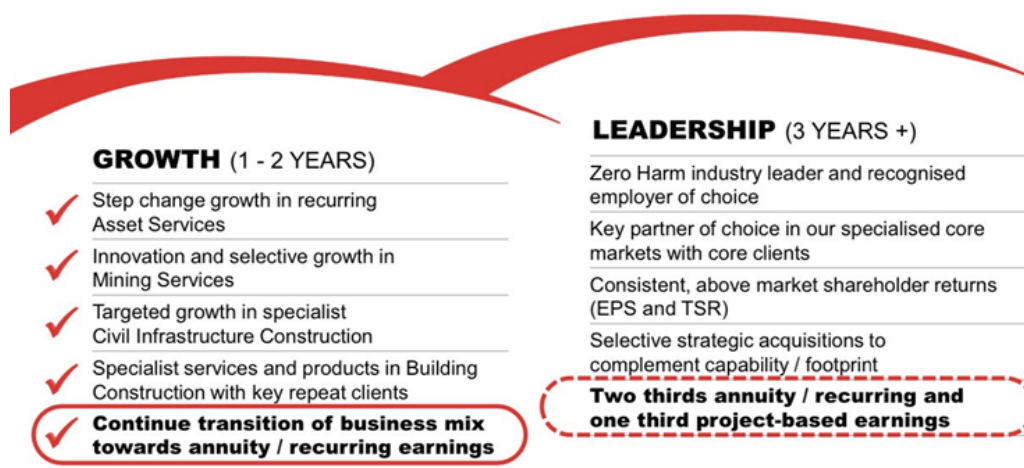 GROWTH (1 - 2 YEARS)
Step change growth in recurring
Asset Services
Innovation and selective growth in
Mining Services
Targeted growth in specialist
Civil Infrastructure Construction
Specialist services and products in Building
Construction with key repeat clients
Continue transition of business mix
towards annuity / recurring earnings
LEADERSHIP (3 YEARS +)
Zero Harm industry leader and recognised
employer of choice
Key partner of choice in our specialised core
markets with core clients
Consistent, above market shareholder returns
(EPS and TSR)
Selective strategic acquisitions to
complement capability / footprint
Two thirds annuity / recurring and
one third project-based earnings